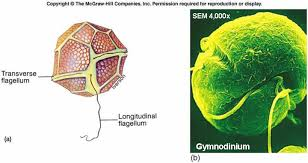 Copyright © The McGraw-Hill Companies, Inc. Permission required for reproduction or display.
SEM 4,000x
Transverse
flagellum
Longitudinal
flagellum
Gymnodinium
(a)
(b)